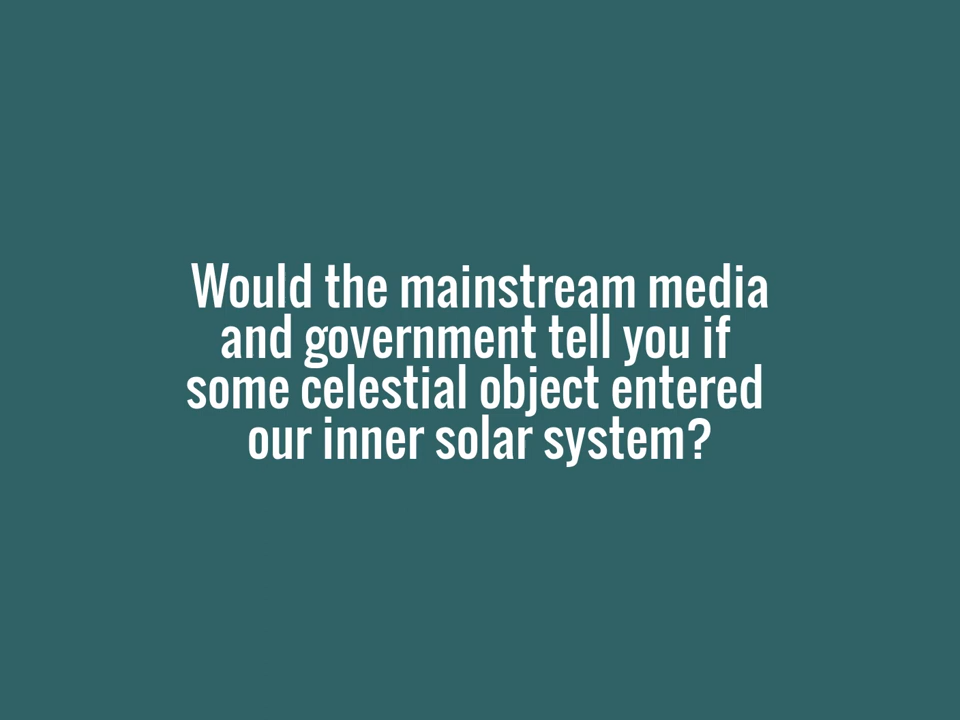 Would the mainstream media
and government tell you if
some celestial object entered
our inner solar system?